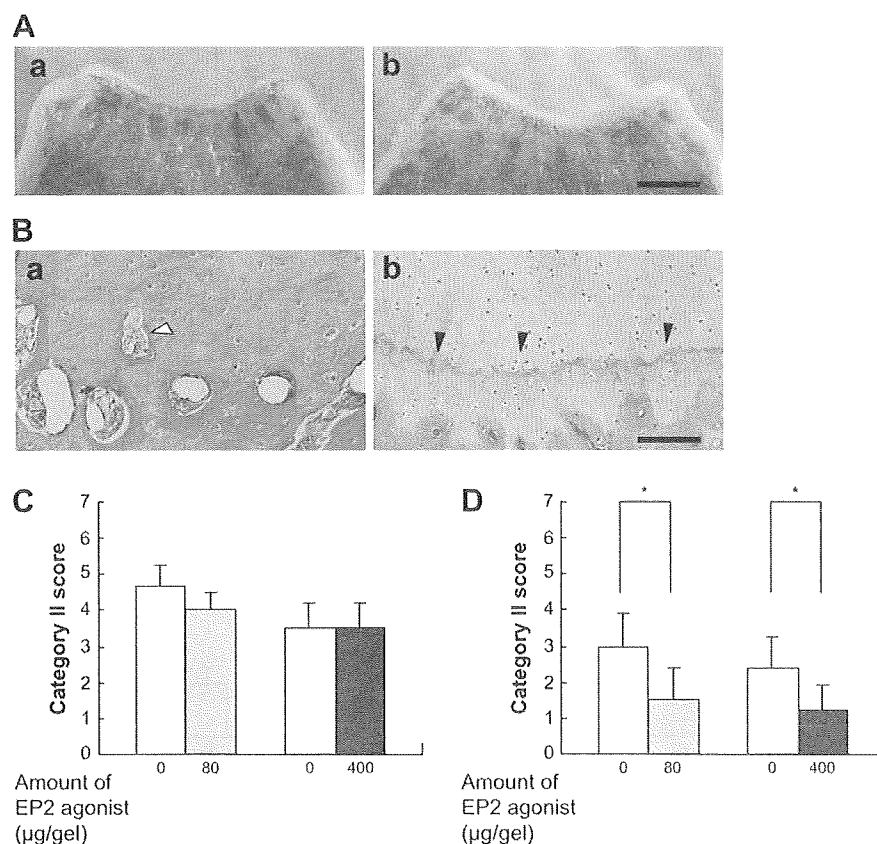 A
a
b
B
a
b
C
D
Category II score
7
6
5
4
3
2
1
0
0
80
0
400
Amount of
EP2 agonist
(µg/gel)
Category II score
7
6
5
4
3
2
1
0
*
*
0
80
0
400
Amount of
EP2 agonist
(µg/gel)